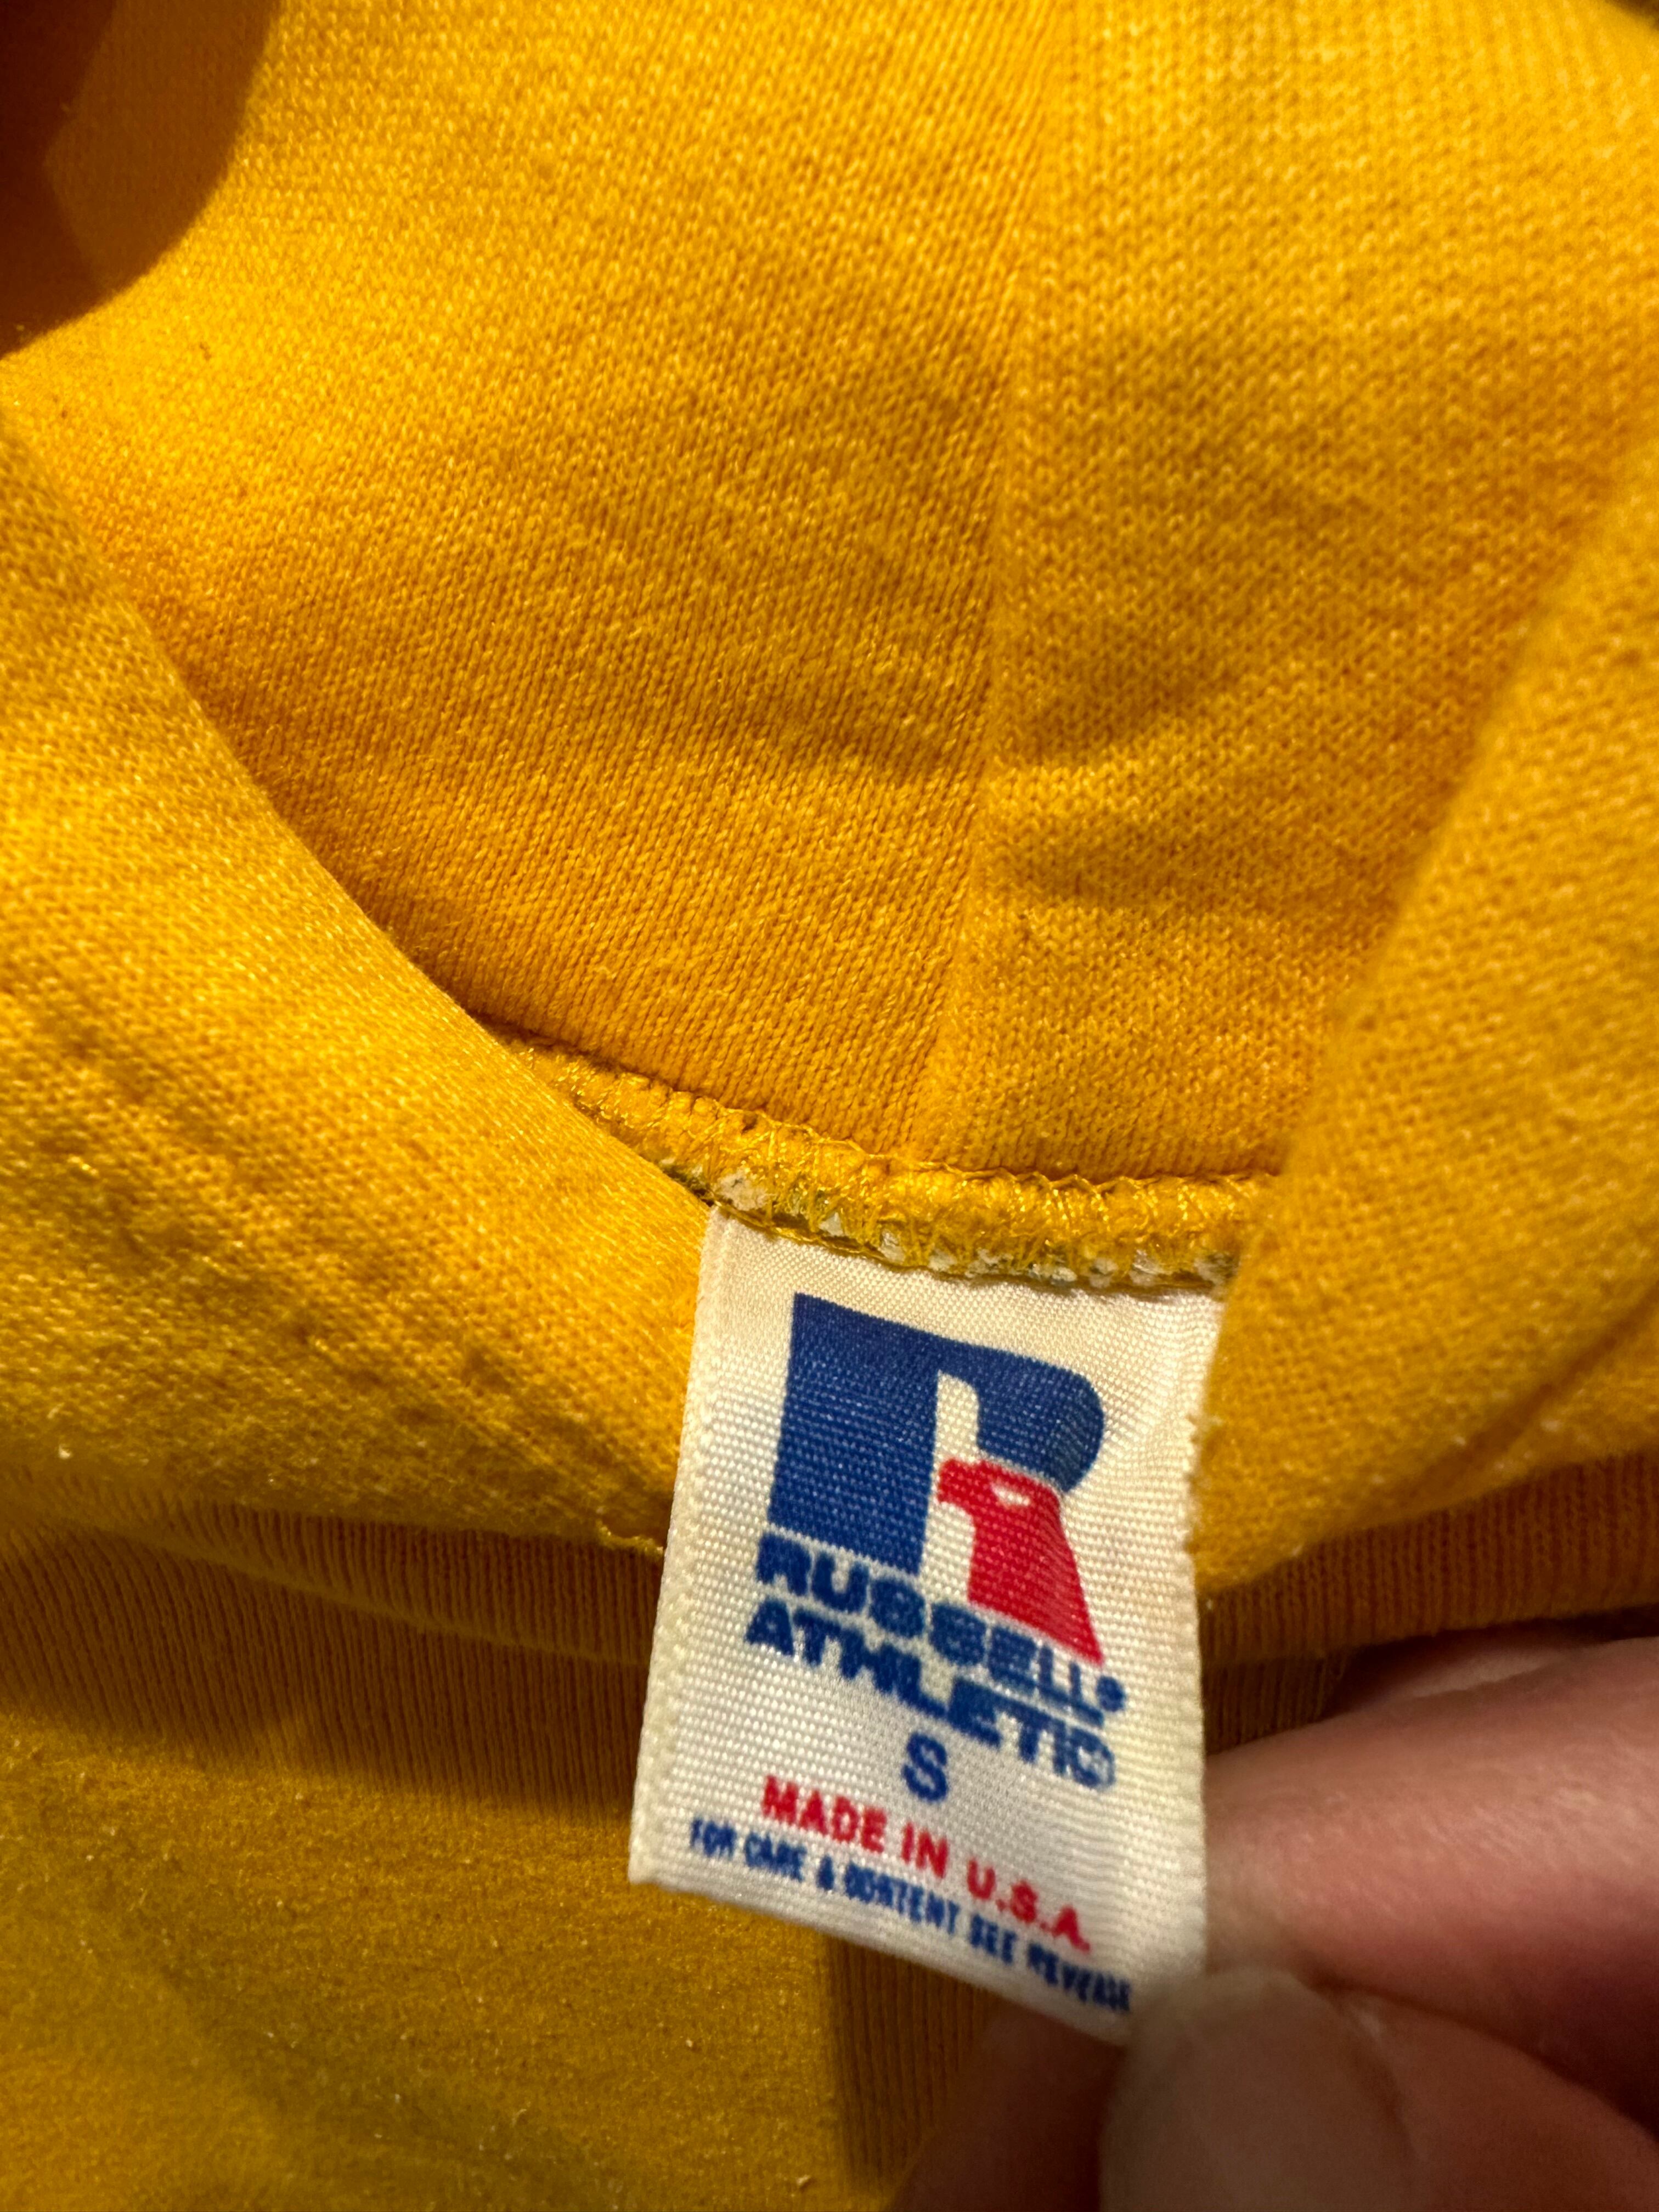 R
RUSSELL®
ATHLETIC®
S
MADE IN U.S.A.
FOR CARE & CONTENT SEE REVERSE